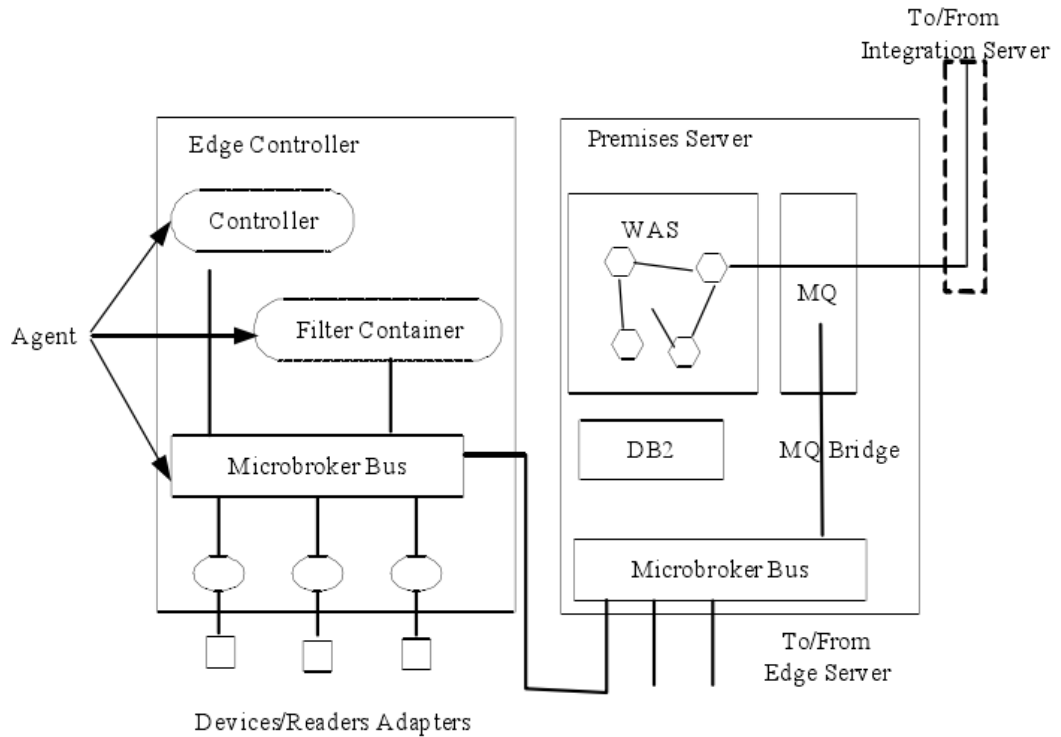 To/From
Integration Server
Edge Controller
Premises Server
Controller
WAS
MQ
Agent
Filter Container
DB2
MQ Bridge
Microbroker Bus
Microbroker Bus
To/From
Edge Server
Devices/Readers Adapters